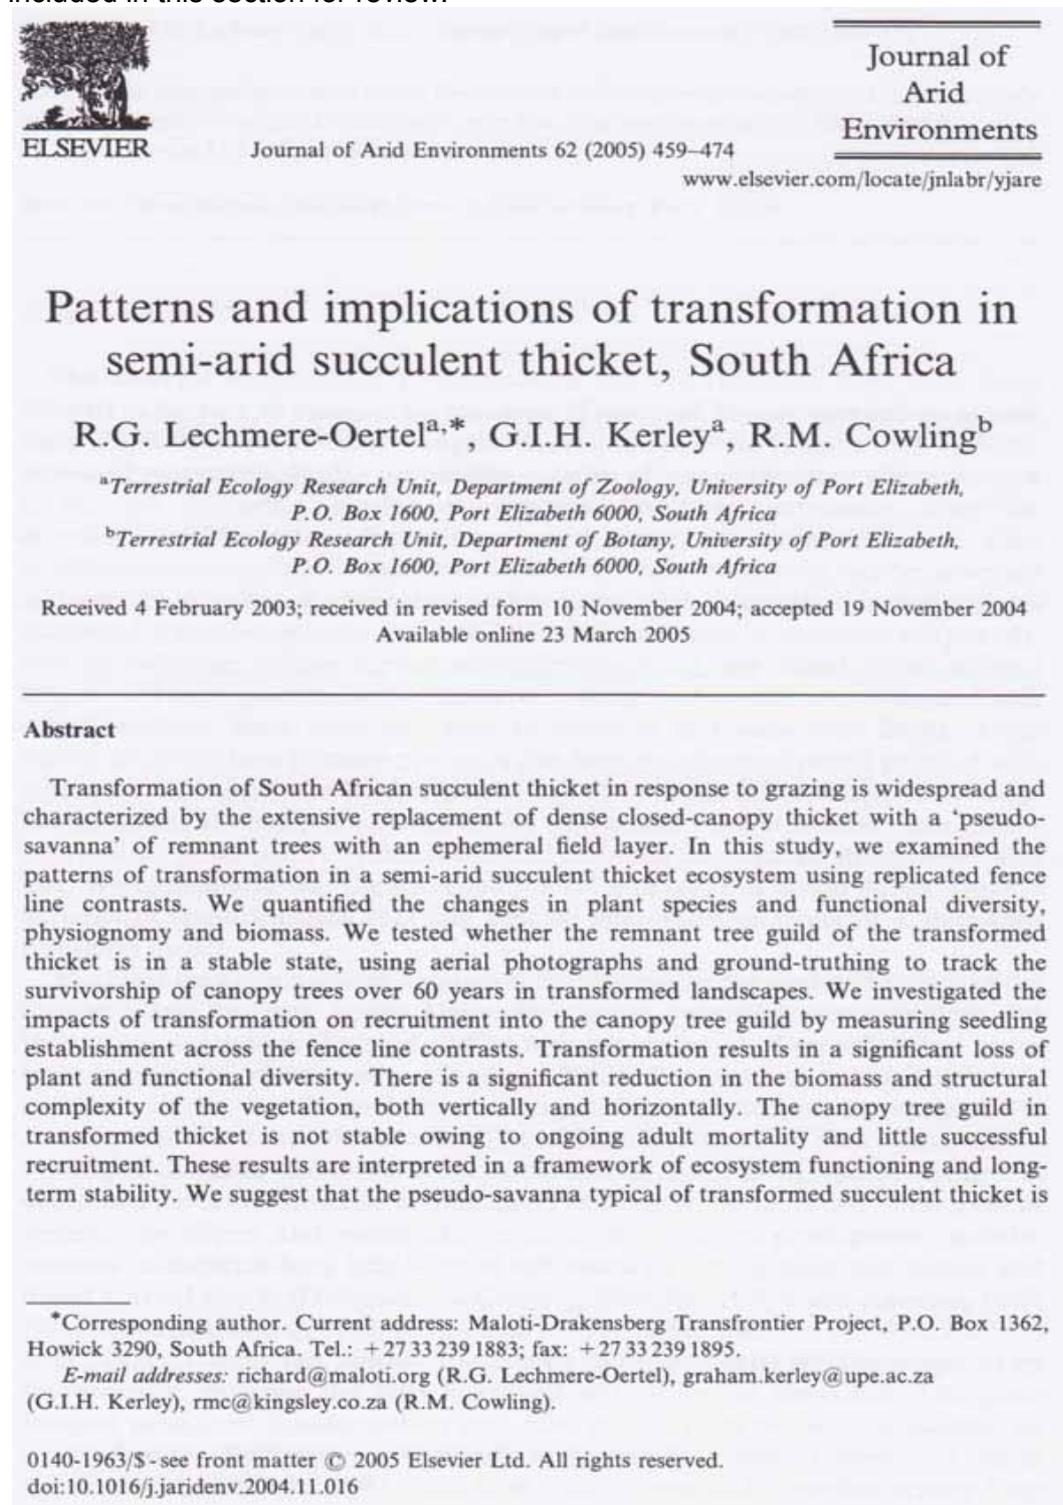 included in this section for review.
ELSEVIER
Journal of Arid Environments 62 (2005) 459–474
Journal of
Arid
Environments
www.elsevier.com/locate/jnlabr/yjare
Patterns and implications of transformation in
semi-arid succulent thicket, South Africa
R.G. Lechmere-Oertelᵃ,*, G.I.H. Kerleyᵃ, R.M. Cowlingᵇ
ᵃTerrestrial Ecology Research Unit, Department of Zoology, University of Port Elizabeth,
P.O. Box 1600, Port Elizabeth 6000, South Africa
ᵇTerrestrial Ecology Research Unit, Department of Botany, University of Port Elizabeth,
P.O. Box 1600, Port Elizabeth 6000, South Africa
Received 4 February 2003; received in revised form 10 November 2004; accepted 19 November 2004
Available online 23 March 2005
Abstract
Transformation of South African succulent thicket in response to grazing is widespread and
characterized by the extensive replacement of dense closed-canopy thicket with a ‘pseudo-
savanna’ of remnant trees with an ephemeral field layer. In this study, we examined the
patterns of transformation in a semi-arid succulent thicket ecosystem using replicated fence
line contrasts. We quantified the changes in plant species and functional diversity,
physiognomy and biomass. We tested whether the remnant tree guild of the transformed
thicket is in a stable state, using aerial photographs and ground-truthing to track the
survivorship of canopy trees over 60 years in transformed landscapes. We investigated the
impacts of transformation on recruitment into the canopy tree guild by measuring seedling
establishment across the fence line contrasts. Transformation results in a significant loss of
plant and functional diversity. There is a significant reduction in the biomass and structural
complexity of the vegetation, both vertically and horizontally. The canopy tree guild in
transformed thicket is not stable owing to ongoing adult mortality and little successful
recruitment. These results are interpreted in a framework of ecosystem functioning and long-
term stability. We suggest that the pseudo-savanna typical of transformed succulent thicket is
*Corresponding author. Current address: Maloti-Drakensberg Transfrontier Project, P.O. Box 1362,
Howick 3290, South Africa. Tel.: +27 33 239 1883; fax: +27 33 239 1895.
E-mail addresses: richard@maloti.org (R.G. Lechmere-Oertel), graham.kerley@upe.ac.za
(G.I.H. Kerley), rmc@kingsley.co.za (R.M. Cowling).
0140-1963/$ - see front matter © 2005 Elsevier Ltd. All rights reserved.
doi:10.1016/j.jaridenv.2004.11.016